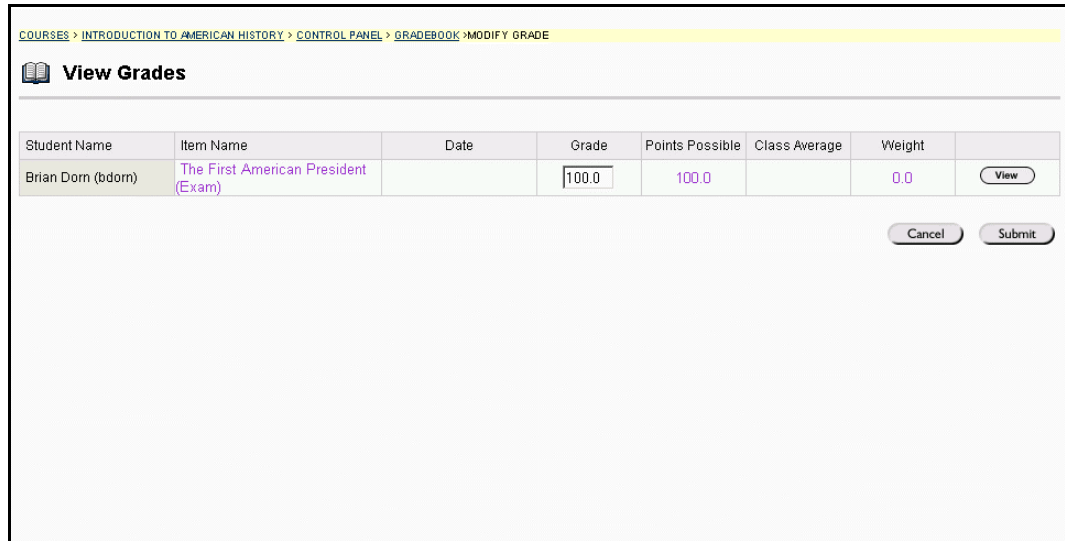 COURSES > INTRODUCTION TO AMERICAN HISTORY > CONTROL PANEL > GRADEBOOK >MODIFY GRADE
View Grades
Student Name Item Name Date Grade Points Possible Class Average Weight
Brian Dorn (bdorn) The First American President (Exam) 100.0 100.0 0.0 View
Cancel Submit